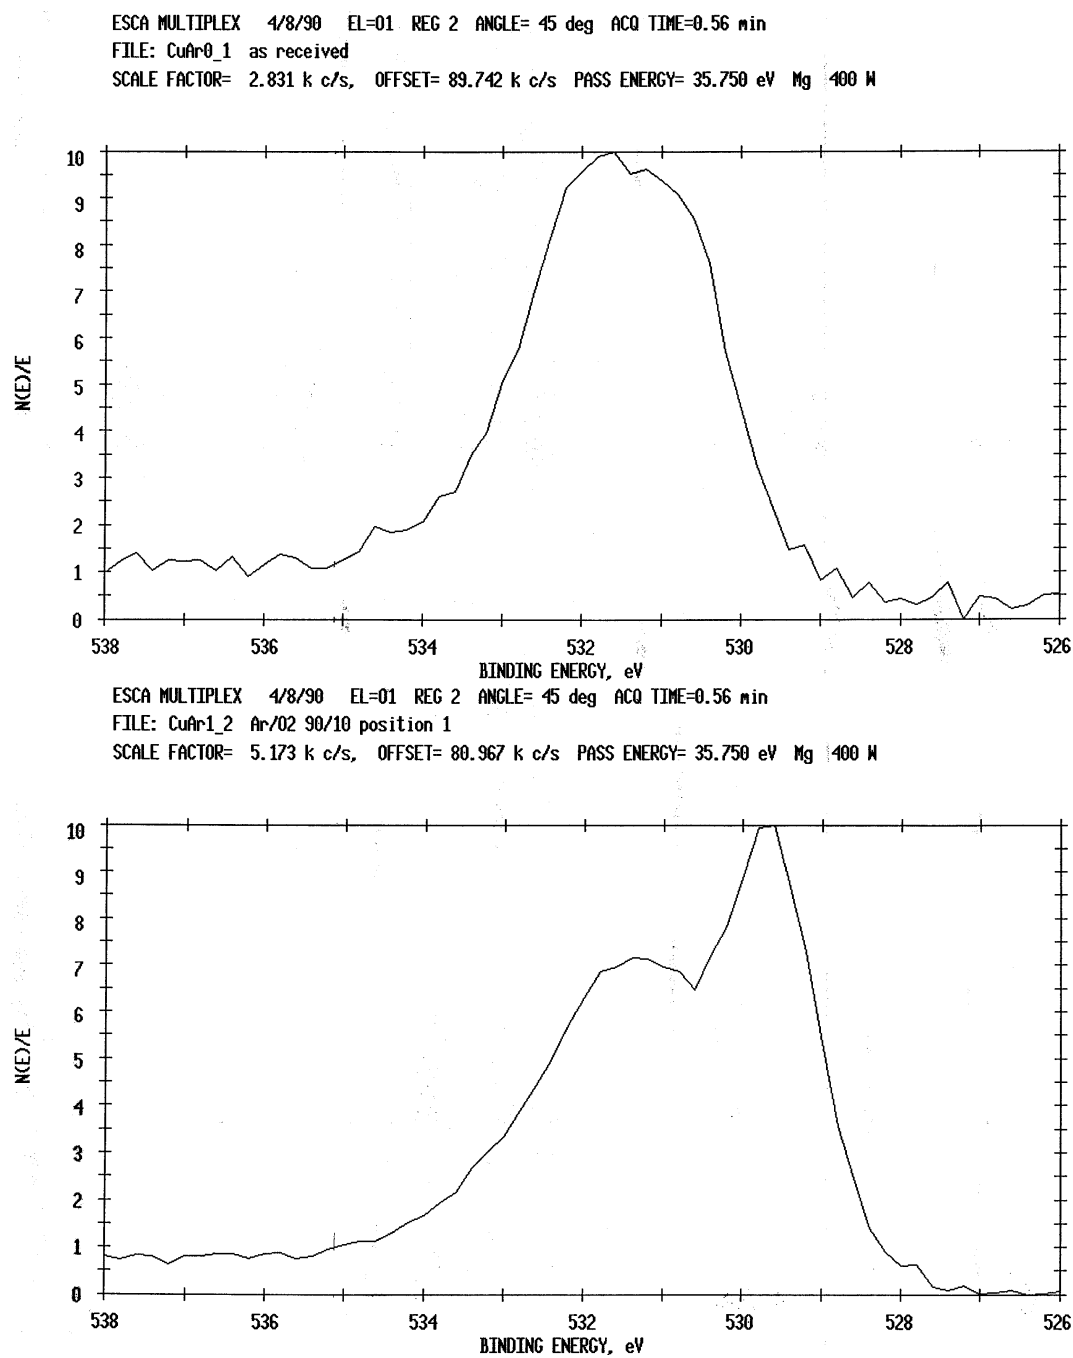 ESCA MULTIPLEX 4/8/90 EL=O1 REG 2 ANGLE= 45 deg ACQ TIME=0.56 min
FILE: CuAr0_1 as received
SCALE FACTOR= 2.831 k c/s, OFFSET= 89.742 k c/s PASS ENERGY= 35.750 eV Mg 400 W
10
9
8
7
6
5
4
3
2
1
0
N(E)/E
538 536 534 532 530 528 526
BINDING ENERGY, eV
ESCA MULTIPLEX 4/8/90 EL=O1 REG 2 ANGLE= 45 deg ACQ TIME=0.56 min
FILE: CuAr1_2 Ar/O2 90/10 position 1
SCALE FACTOR= 5.173 k c/s, OFFSET= 80.967 k c/s PASS ENERGY= 35.750 eV Mg 400 W
10
9
8
7
6
5
4
3
2
1
0
N(E)/E
538 536 534 532 530 528 526
BINDING ENERGY, eV